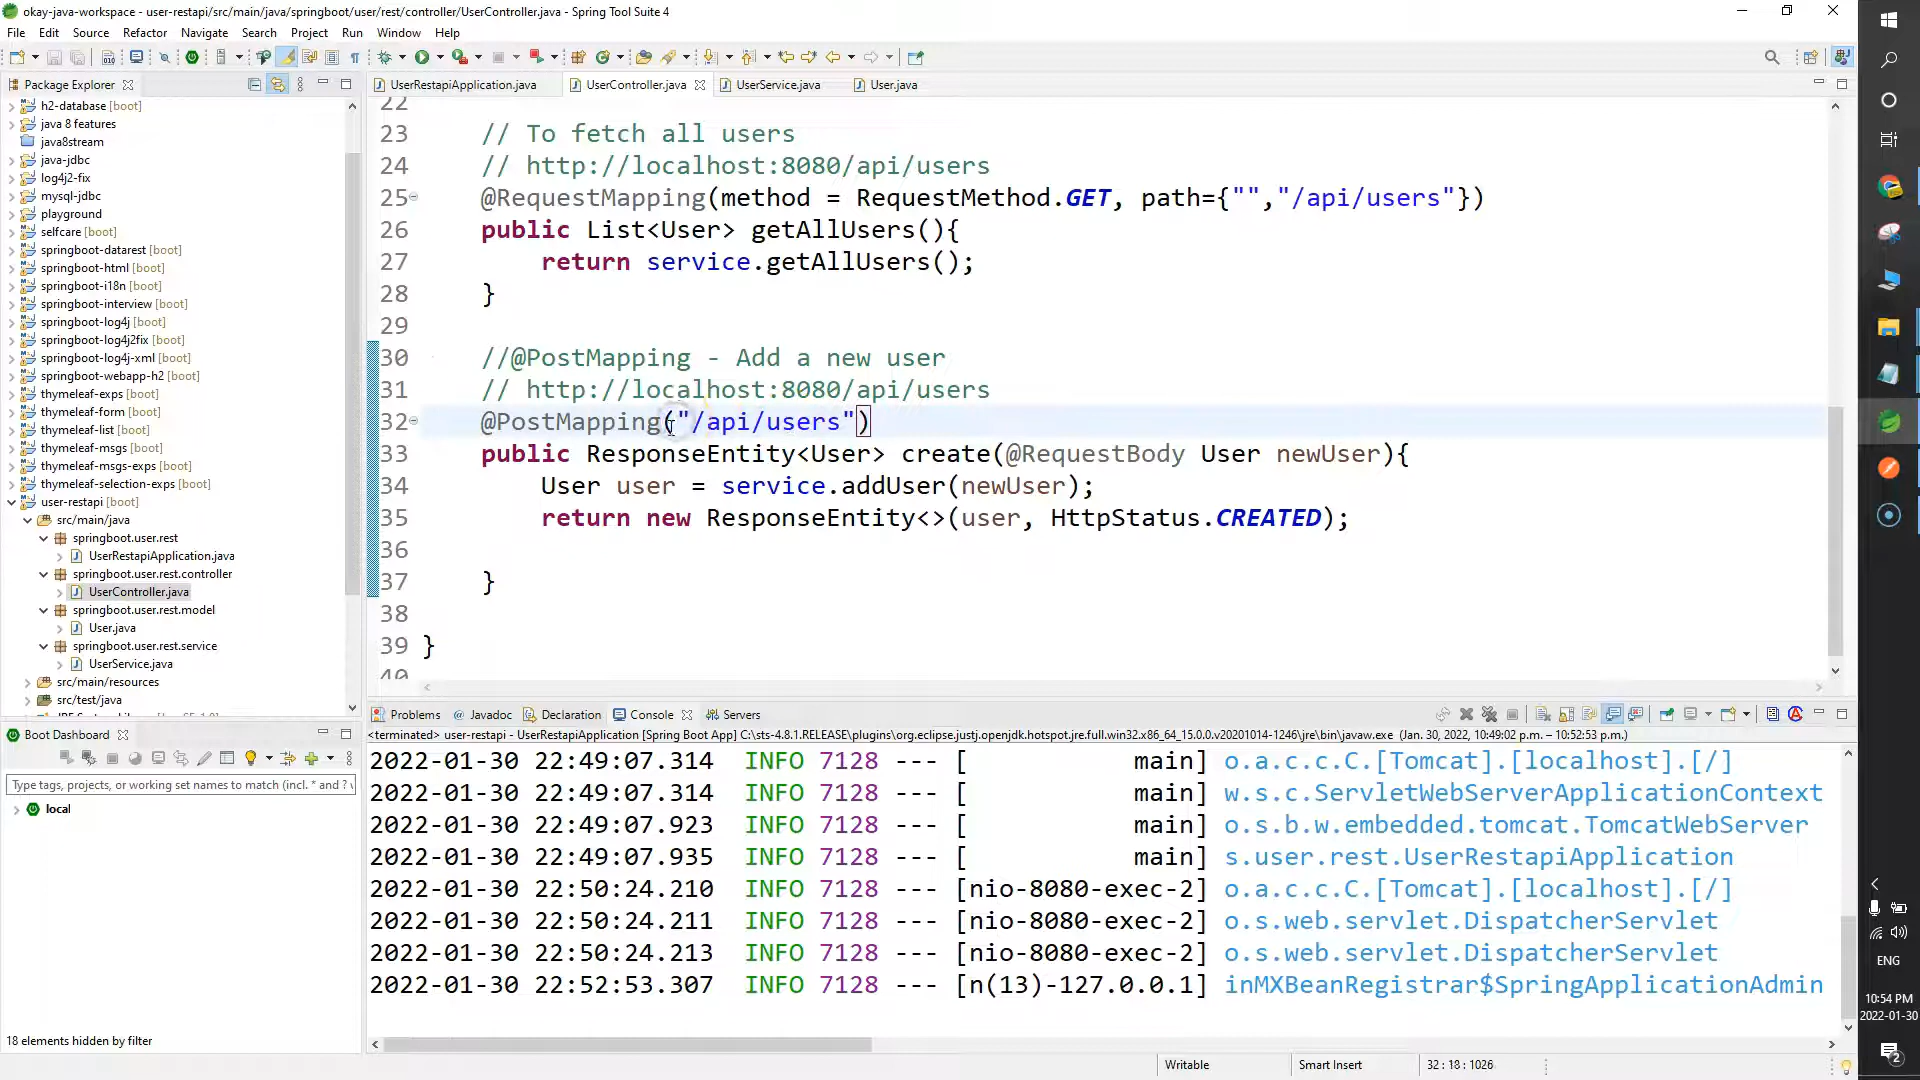 okay-java-workspace - user-restapi/src/main/java/springboot/user/rest/controller/UserController.java - Spring Tool Suite 4
File Edit Source Refactor Navigate Search Project Run Window Help
Package Explorer
h2-database [boot]
java 8 features
java8stream
java-jdbc
log4j2-fix
mysql-jdbc
playground
selfcare [boot]
springboot-datarest [boot]
springboot-html [boot]
springboot-i18n [boot]
springboot-interview [boot]
springboot-log4j [boot]
springboot-log4j2fix [boot]
springboot-log4j-xml [boot]
springboot-webapp-h2 [boot]
thymeleaf-exps [boot]
thymeleaf-form [boot]
thymeleaf-list [boot]
thymeleaf-msgs [boot]
thymeleaf-msgs-exps [boot]
thymeleaf-selection-exps [boot]
user-restapi [boot]
src/main/java
springboot.user.rest
UserRestapiApplication.java
springboot.user.rest.controller
UserController.java
springboot.user.rest.model
User.java
springboot.user.rest.service
UserService.java
src/main/resources
src/test/java
Boot Dashboard
Type tags, projects, or working set names to match (incl. * and ?
local
18 elements hidden by filter
UserRestapiApplication.java UserController.java UserService.java User.java
22
23 // To fetch all users
24 // http://localhost:8080/api/users
25 @RequestMapping(method = RequestMethod.GET, path={"","/api/users"})
26 public List<User> getAllUsers(){
27 return service.getAllUsers();
28 }
29
30 //@PostMapping - Add a new user
31 // http://localhost:8080/api/users
32 @PostMapping("/api/users")
33 public ResponseEntity<User> create(@RequestBody User newUser){
34 User user = service.addUser(newUser);
35 return new ResponseEntity<>(user, HttpStatus.CREATED);
36
37 }
38
39 }
40
Problems @ Javadoc Declaration Console Servers
<terminated> user-restapi - UserRestapiApplication [Spring Boot App] C:\sts-4.8.1.RELEASE\plugins\org.eclipse.justj.openjdk.hotspot.jre.full.win32.x86_64_15.0.0.v20201014-1246\jre\bin\javaw.exe (Jan. 30, 2022, 10:49:02 p.m. – 10:52:53 p.m.)
2022-01-30 22:49:07.314 INFO 7128 --- [ main] o.a.c.c.C.[Tomcat].[localhost].[/]
2022-01-30 22:49:07.314 INFO 7128 --- [ main] w.s.c.ServletWebServerApplicationContext
2022-01-30 22:49:07.923 INFO 7128 --- [ main] o.s.b.w.embedded.tomcat.TomcatWebServer
2022-01-30 22:49:07.935 INFO 7128 --- [ main] s.user.rest.UserRestapiApplication
2022-01-30 22:50:24.210 INFO 7128 --- [nio-8080-exec-2] o.a.c.c.C.[Tomcat].[localhost].[/]
2022-01-30 22:50:24.211 INFO 7128 --- [nio-8080-exec-2] o.s.web.servlet.DispatcherServlet
2022-01-30 22:50:24.213 INFO 7128 --- [nio-8080-exec-2] o.s.web.servlet.DispatcherServlet
2022-01-30 22:52:53.307 INFO 7128 --- [n(13)-127.0.0.1] inMXBeanRegistrar$SpringApplicationAdmin
Writable Smart Insert 32 : 18 : 1026
ENG
10:54 PM
2022-01-30
2